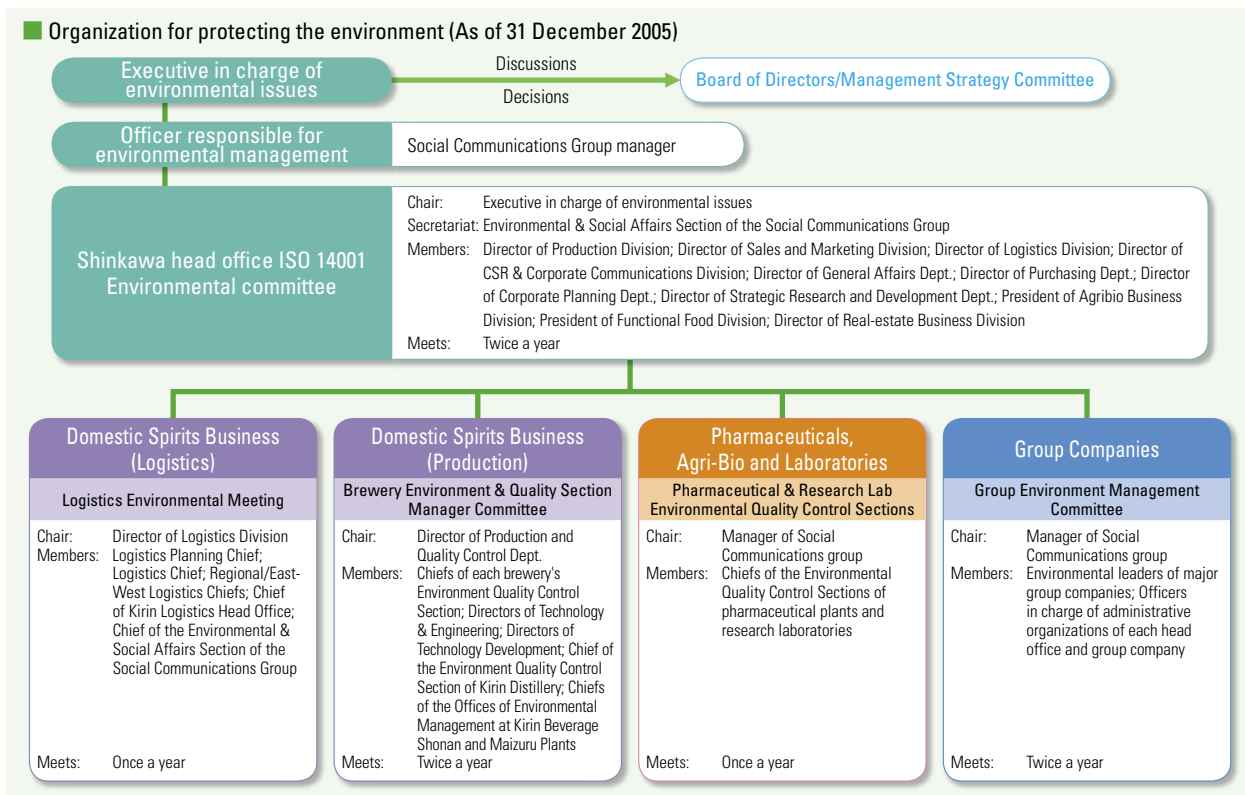 Organization for protecting the environment (As of 31 December 2005)
Executive in charge of
environmental issues
Discussions
Decisions
Board of Directors/Management Strategy Committee
Officer responsible for
environmental management
Social Communications Group manager
Shinkawa head office ISO 14001
Environmental committee
Chair: Executive in charge of environmental issues
Secretariat: Environmental & Social Affairs Section of the Social Communications Group
Members: Director of Production Division; Director of Sales and Marketing Division; Director of Logistics Division; Director of
CSR & Corporate Communications Division; Director of General Affairs Dept.; Director of Purchasing Dept.; Director
of Corporate Planning Dept.; Director of Strategic Research and Development Dept.; President of Agribio Business
Division; President of Functional Food Division; Director of Real-estate Business Division
Meets: Twice a year
Domestic Spirits Business
(Logistics)
Logistics Environmental Meeting
Chair: Director of Logistics Division
Members: Logistics Planning Chief;
Logistics Chief; Regional/East-
West Logistics Chiefs; Chief
of Kirin Logistics Head Office;
Chief of the Environmental &
Social Affairs Section of the
Social Communications Group
Meets: Once a year
Domestic Spirits Business
(Production)
Brewery Environment & Quality Section
Manager Committee
Chair: Director of Production and
Quality Control Dept.
Members: Chiefs of each brewery's
Environment Quality Control
Section; Directors of Technology
& Engineering; Directors of
Technology Development; Chief of
the Environment Quality Control
Section of Kirin Distillery; Chiefs
of the Offices of Environmental
Management at Kirin Beverage
Shonan and Maizuru Plants
Meets: Twice a year
Pharmaceuticals,
Agri-Bio and Laboratories
Pharmaceutical & Research Lab
Environmental Quality Control Sections
Chair: Manager of Social
Communications group
Members: Chiefs of the Environmental
Quality Control Sections of
pharmaceutical plants and
research laboratories
Meets: Once a year
Group Companies
Group Environment Management
Committee
Chair: Manager of Social
Communications group
Members: Environmental leaders of major
group companies; Officers
in charge of administrative
organizations of each head
office and group company
Meets: Twice a year